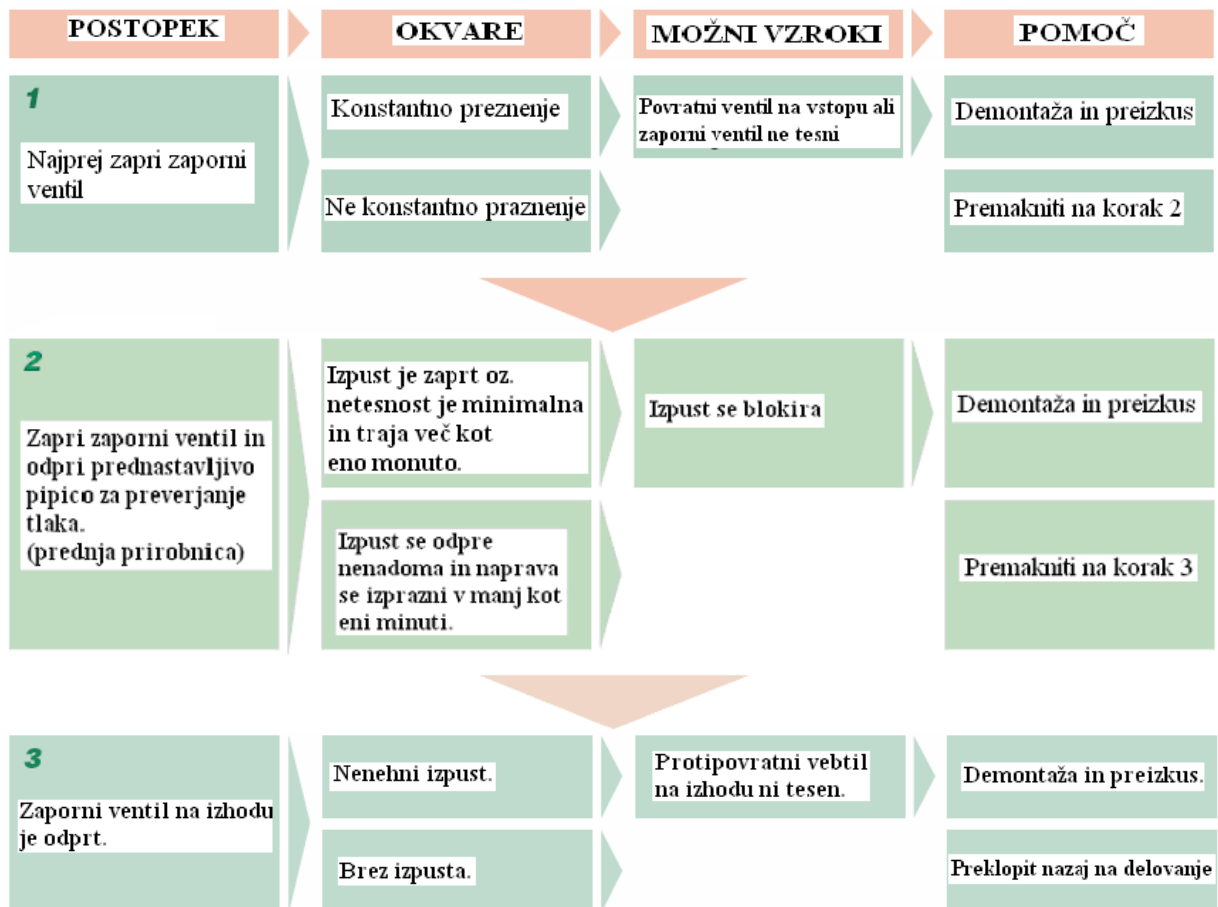 POSTOPEK
OKVARE
MOŽNI VZROKI
POMOČ
1
Najprej zapri zaporni
ventil
Konstantno preznenje
Povratni ventil na vstopu ali
zaporni ventil ne tesni
Demontaža in preizkus
Ne konstantno praznenje
Premakniti na korak 2
2
Zapri zaporni ventil in
odpri prednastavljivo
pipico za preverjanje
tlaka.
(prednja prirobnica)
Izpust je zaprt oz.
netesnost je minimalna
in traja več kot
eno monuto.
Izpust se blokira
Demontaža in preizkus
Izpust se odpre
nenadoma in naprava
se izprazni v manj kot
eni minuti.
Premakniti na korak 3
3
Zaporni ventil na izhodu
je odprt.
Nenehni izpust.
Protipovratni vebtil
na izhodu ni tesen.
Demontaža in preizkus.
Brez izpusta.
Preklopit nazaj na delovanje